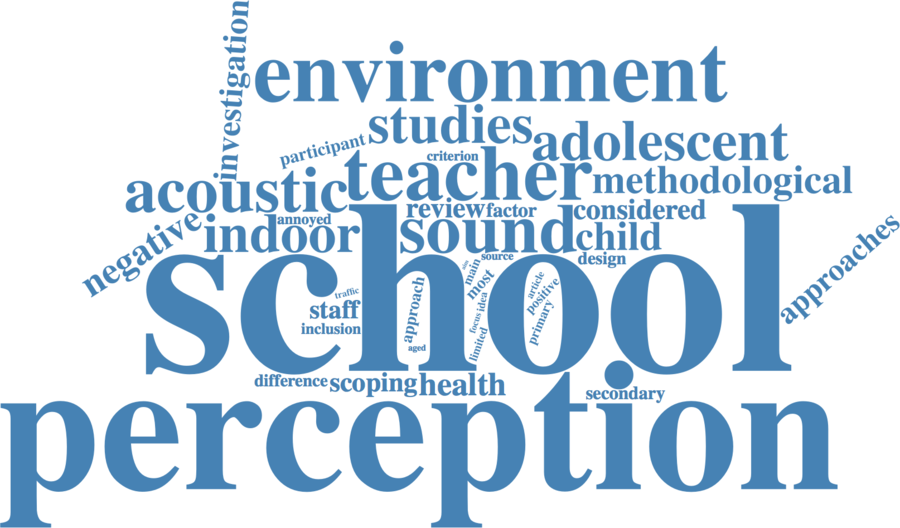 investigation
environment
studies
participant
criterion
adolescent
teacher
methodological
acoustic
review
factor
considered
annoyed
negative
indoor
sound
child
source
design
approaches
school
main
most
article
positive
primary
traffic
staff
inclusion
approach
focus
idea
limited
aged
difference
scoping
health
secondary
perception